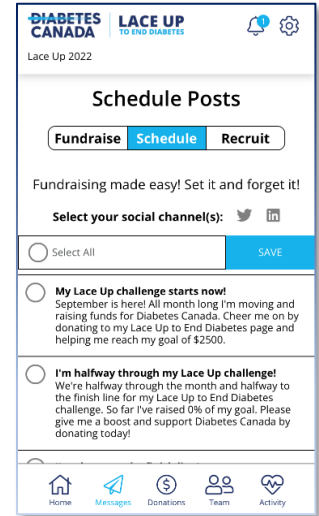 DIABETES
CANADA
LACE UP
TO END DIABETES
1
Lace Up 2022
Schedule Posts
Fundraise Schedule Recruit
Fundraising made easy! Set it and forget it!
Select your social channel(s):
in
Select All
SAVE
My Lace Up challenge starts now!
September is here! All month long I'm moving and
raising funds for Diabetes Canada. Cheer me on by
donating to my Lace Up to End Diabetes page and
helping me reach my goal of $2500.
I'm halfway through my Lace Up challenge!
We're halfway through the month and halfway to
the finish line for my Lace Up to End Diabetes
challenge. So far I've raised 0% of my goal. Please
give me a boost and support Diabetes Canada by
donating today!
Home Messages Donations Team Activity